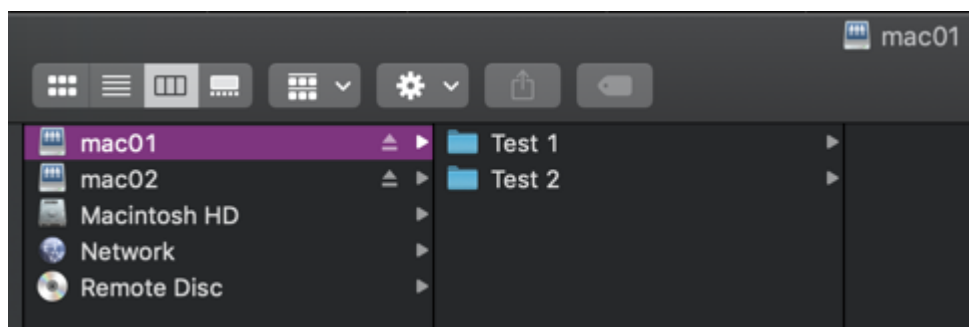 mac01
mac01
Test 1
mac02
Test 2
Macintosh HD
Network
Remote Disc